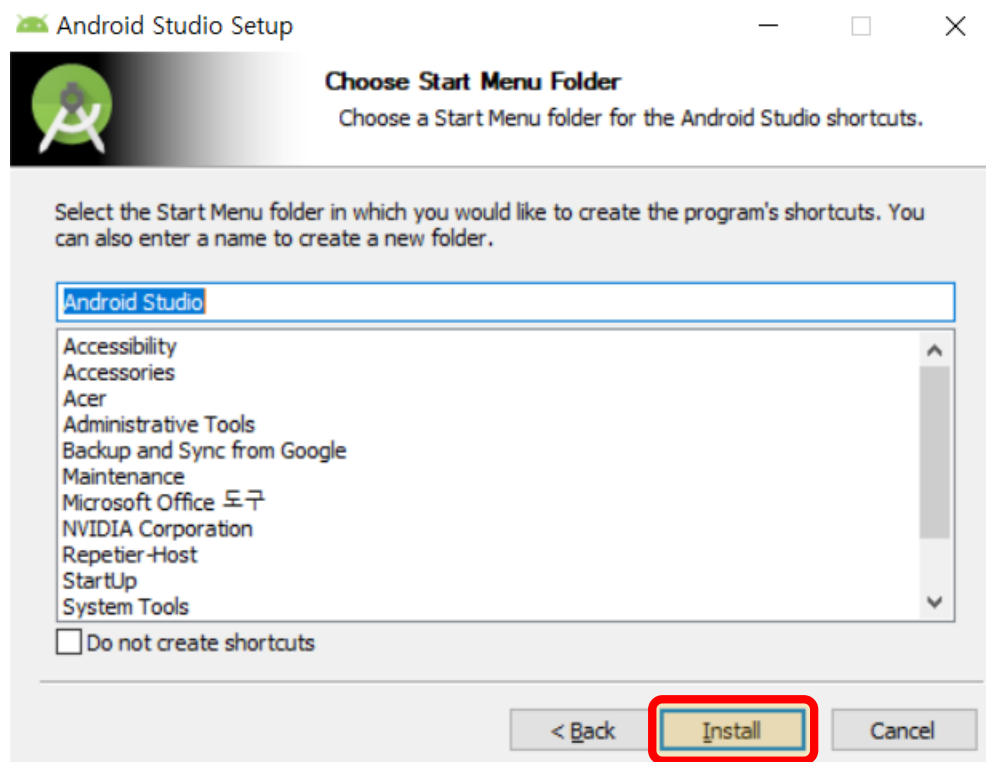 Android Studio Setup
Choose Start Menu Folder
Choose a Start Menu folder for the Android Studio shortcuts.
Select the Start Menu folder in which you would like to create the program's shortcuts. You
can also enter a name to create a new folder.
Android Studio
Accessibility
Accessories
Acer
Administrative Tools
Backup and Sync from Google
Maintenance
Microsoft Office 도구
NVIDIA Corporation
Repetier-Host
StartUp
System Tools
Do not create shortcuts
< Back Install Cancel